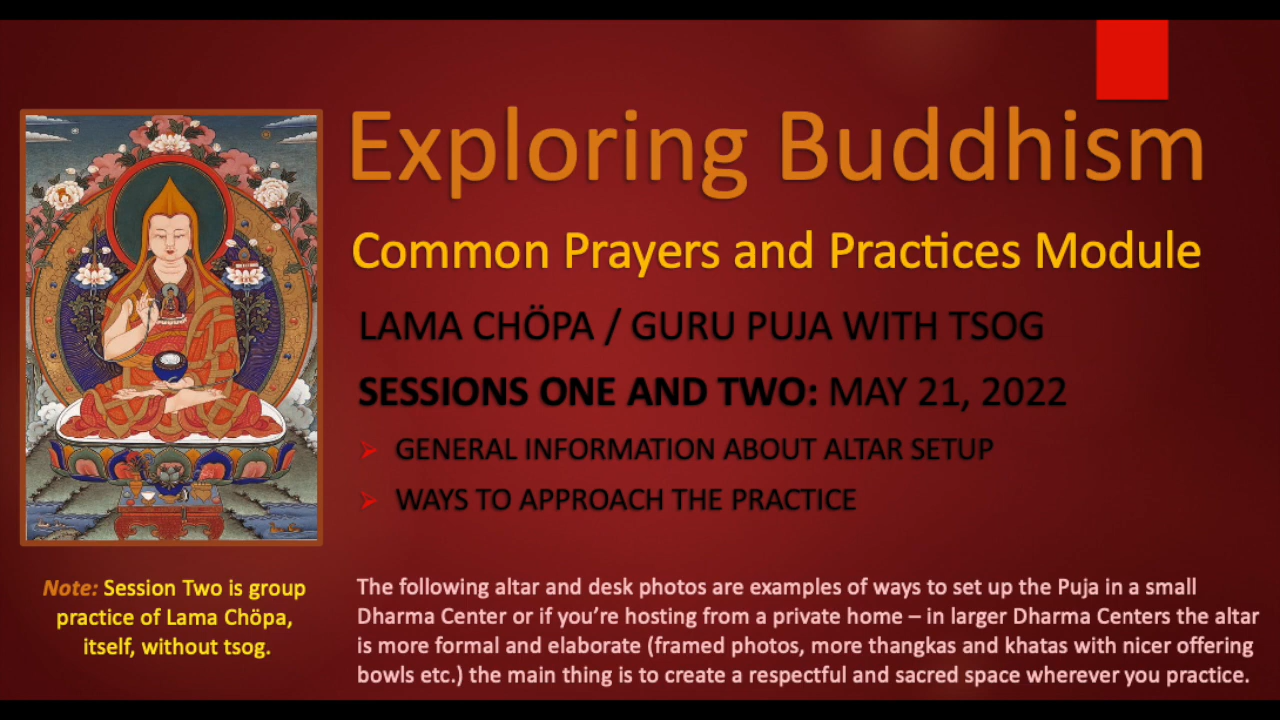 Exploring Buddhism
Common Prayers and Practices Module
LAMA CHÖPA / GURU PUJA WITH TSOG
SESSIONS ONE AND TWO: MAY 21, 2022
GENERAL INFORMATION ABOUT ALTAR SETUP
WAYS TO APPROACH THE PRACTICE
Note: Session Two is group
practice of Lama Chöpa,
itself, without tsog.
The following altar and desk photos are examples of ways to set up the Puja in a small
Dharma Center or if you’re hosting from a private home – in larger Dharma Centers the altar
is more formal and elaborate (framed photos, more thangkas and khatas with nicer offering
bowls etc.) the main thing is to create a respectful and sacred space wherever you practice.